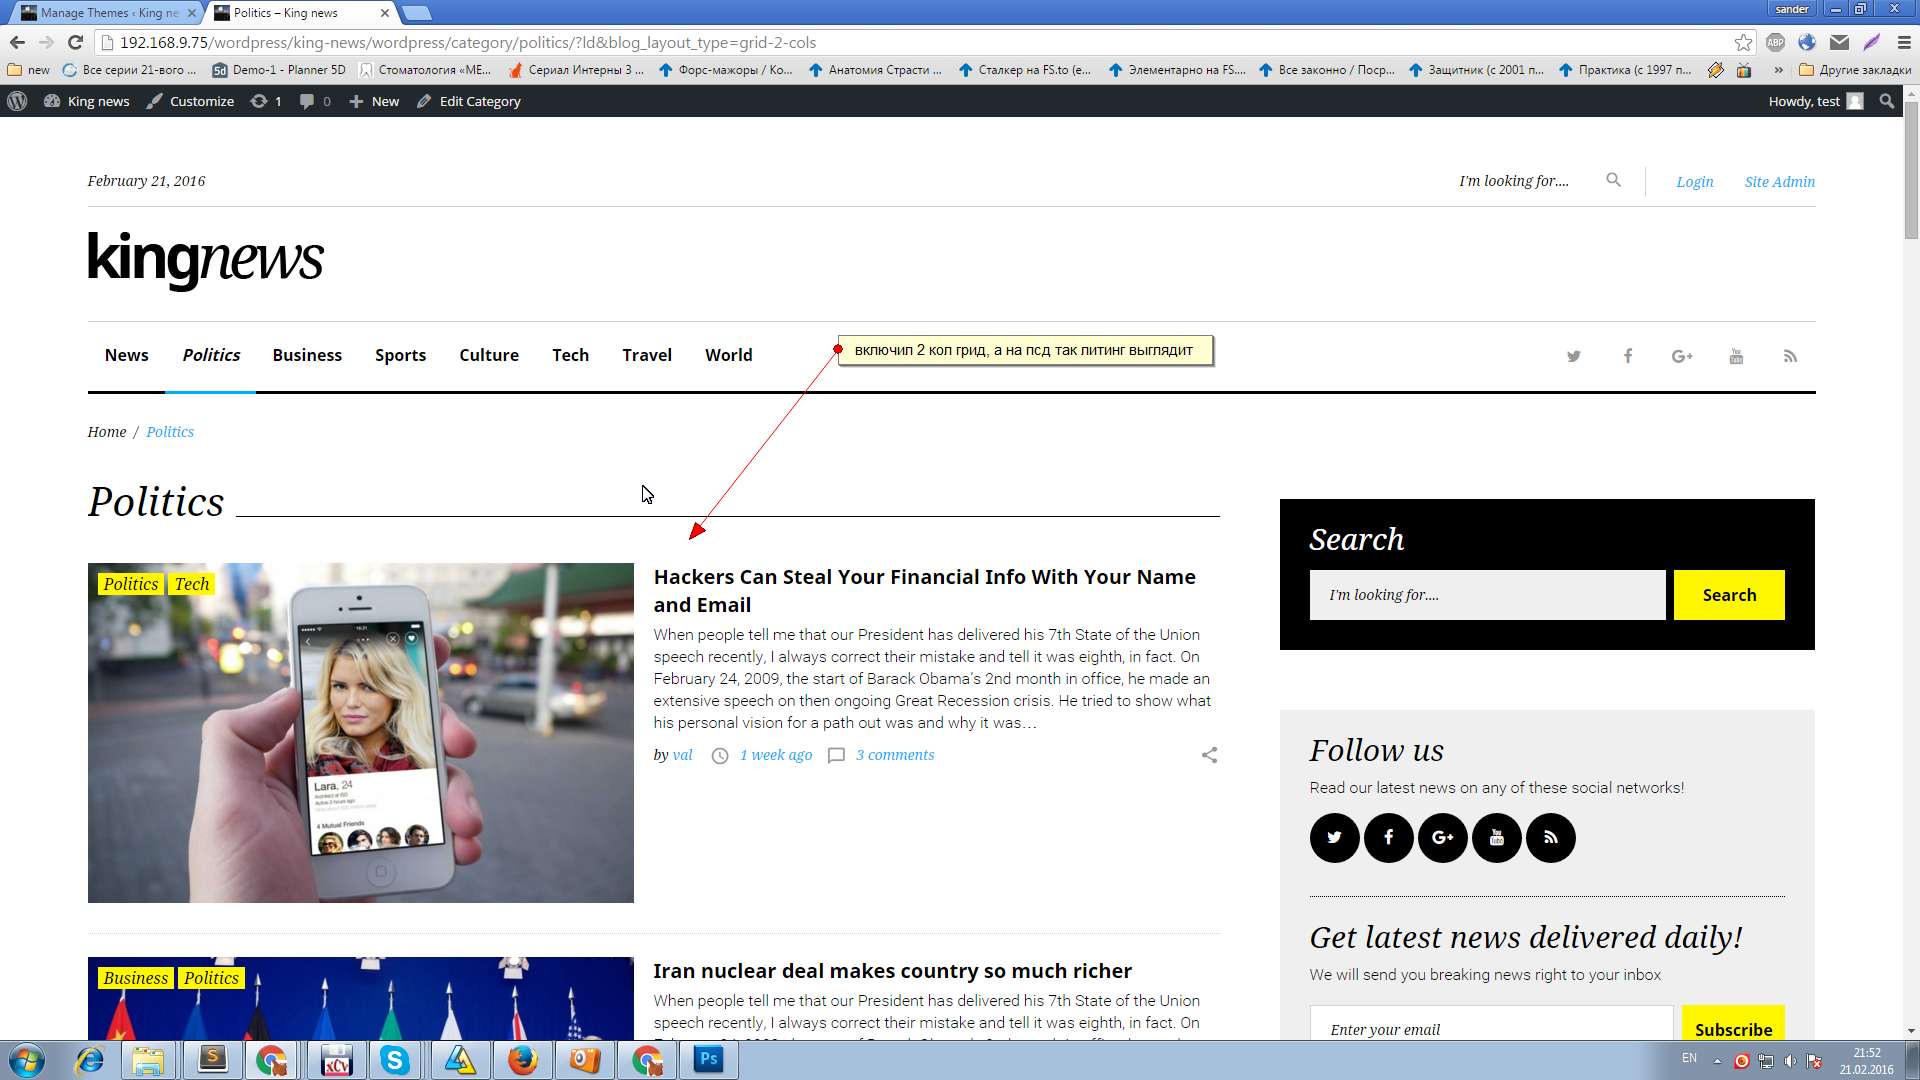 Manage Themes ‹ King ne
Politics – King news
sander
192.168.9.75/wordpress/king-news/wordpress/category/politics/?ld&blog_layout_type=grid-2-cols
ABP
new
Все серии 21-вого ...
5d Demo-1 - Planner 5D
Стоматология «МЕ...
Сериал Интерны 3 ...
Форс-мажоры / Ко...
Анатомия Страсти ...
Сталкер на FS.to (e...
Элементарно на FS....
Все законно / Поср...
Защитник (с 2001 п...
Практика (с 1997 п...
»
Другие закладки
King news
Customize
1
0
New
Edit Category
Howdy, test
February 21, 2016
I'm looking for....
Login
Site Admin
kingnews
News
Politics
Business
Sports
Culture
Tech
Travel
World
включил 2 кол грид, а на псд так литинг выглядит
Home / Politics
Politics
Politics Tech
Lara, 24
4 Mutual Friends
Hackers Can Steal Your Financial Info With Your Name
and Email
When people tell me that our President has delivered his 7th State of the Union
speech recently, I always correct their mistake and tell it was eighth, in fact. On
February 24, 2009, the start of Barack Obama's 2nd month in office, he made an
extensive speech on then ongoing Great Recession crisis. He tried to show what
his personal vision for a path out was and why it was…
by val
1 week ago
3 comments
Search
I'm looking for....
Search
Follow us
Read our latest news on any of these social networks!
Get latest news delivered daily!
We will send you breaking news right to your inbox
Enter your email
Subscribe
Business Politics
Iran nuclear deal makes country so much richer
When people tell me that our President has delivered his 7th State of the Union
speech recently, I always correct their mistake and tell it was eighth, in fact. On
EN
21:52
21.02.2016